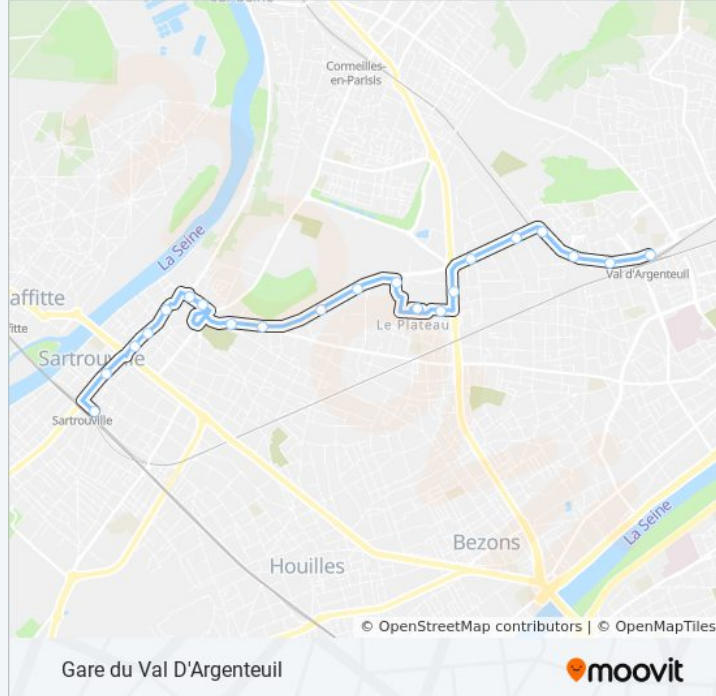 Cormeilles-
en-Parisis
La Seine
affitte
fitte
Val d'Argenteuil
Le Plateau
Sartrouville
Sartrouville
La Seine
Bezons
Houilles
© OpenStreetMap contributors | © OpenMapTiles
Gare du Val D'Argenteuil
moovit